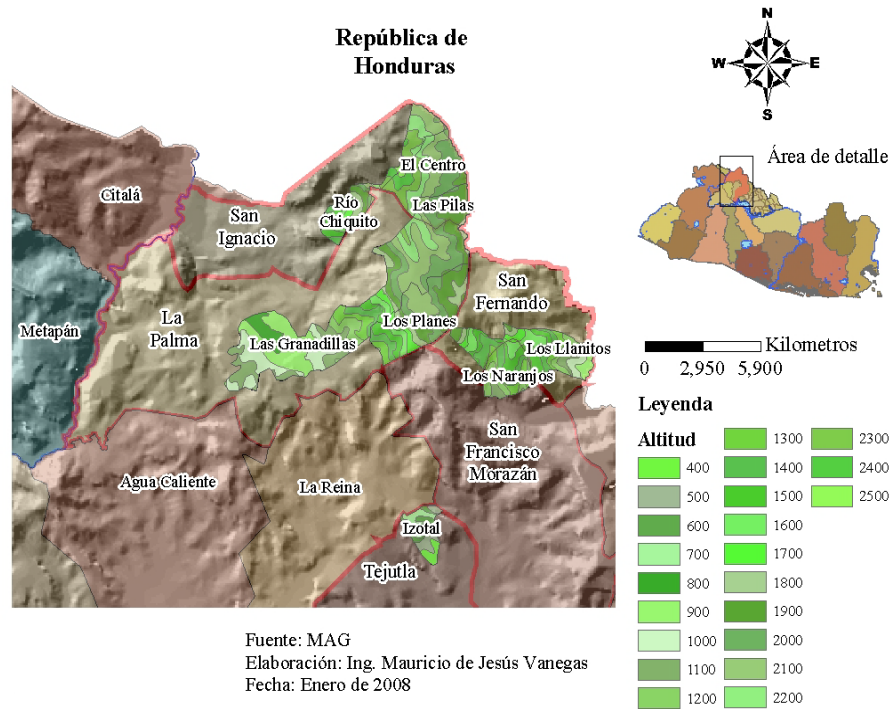 República de
Honduras
N
W
E
S
Área de detalle
Citalá
San
Ignacio
Río
Chiquito
El Centro
Las Pilas
Metapán
La
Palma
Las Granadillas
Los Planes
San
Fernando
Los Llanitos
Los Naranjos
San
Francisco
Morazán
Agua Caliente
La Reina
Izotal
Tejutla
Kilometros
0 2,950 5,900
Leyenda
Altitud
400
500
600
700
800
900
1000
1100
1200
1300
1400
1500
1600
1700
1800
1900
2000
2100
2200
2300
2400
2500
Fuente: MAG
Elaboración: Ing. Mauricio de Jesús Vanegas
Fecha: Enero de 2008